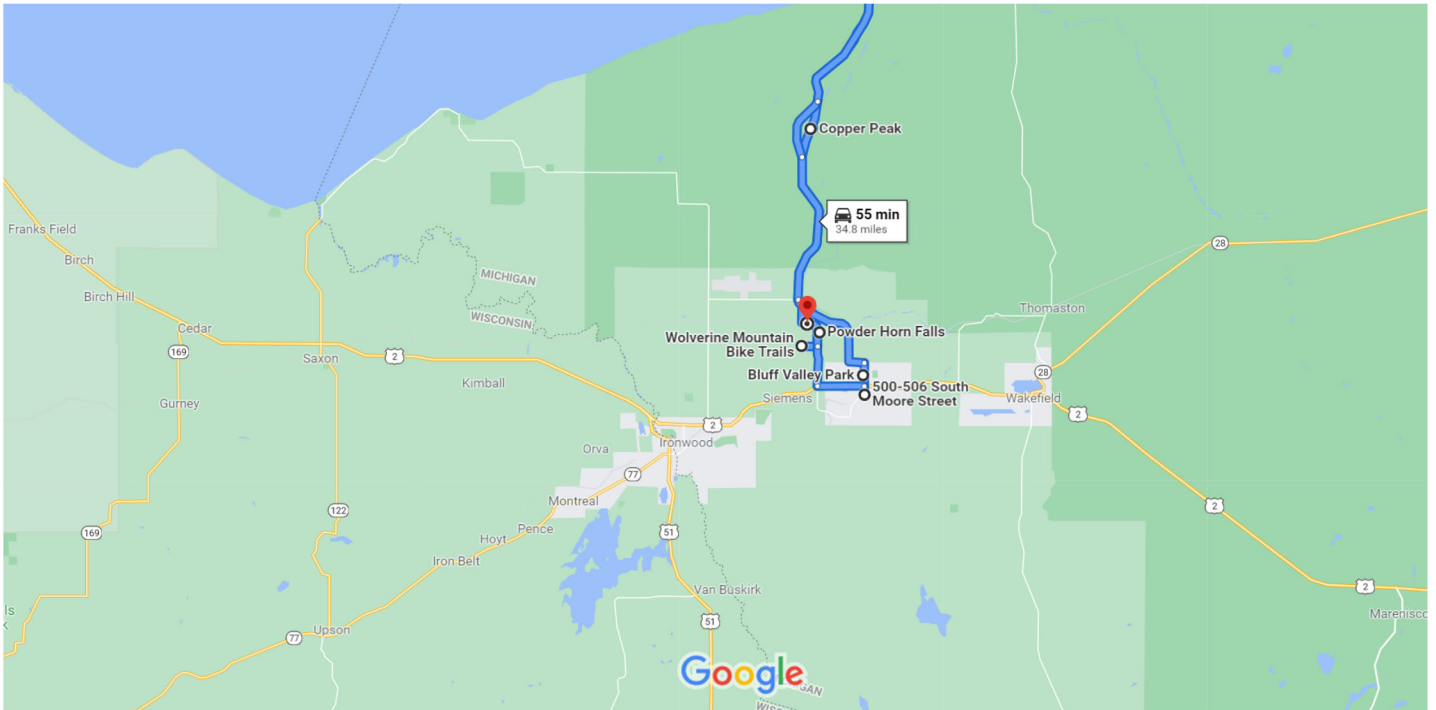 Copper Peak
55 min
34.8 miles
Franks Field
28
Birch
MICHIGAN
Birch Hill
Thomaston
WISCONSIN
Cedar
Powder Horn Falls
Wolverine Mountain
Bike Trails
169
2
Saxon
28
Bluff Valley Park
Kimball
500-506 South
Moore Street
Siemens
Wakefield
Gurney
2
2
Ironwood
Orva
77
Montreal
122
2
Pence
169
51
Hoyt
Iron Belt
2
Van Buskirk
Marenisco
51
Upson
77
Google